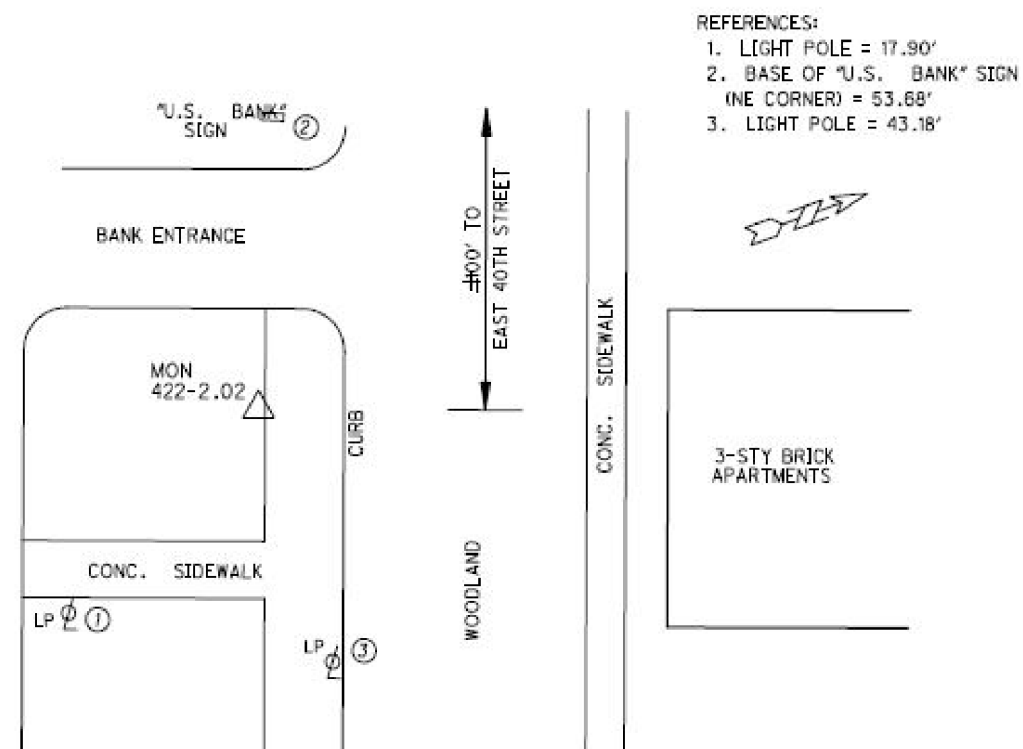 REFERENCES:
1. LIGHT POLE = 17.90'
2. BASE OF "U.S. BANK" SIGN
(NE CORNER) = 53.68'
3. LIGHT POLE = 43.18'
"U.S. BANK"
SIGN
2
BANK ENTRANCE
±100' TO
EAST 40TH STREET
MON
422-2.02
CURB
CONC. SIDEWALK
3-STY BRICK
APARTMENTS
CONC. SIDEWALK
WOODLAND
LP 1
LP 3